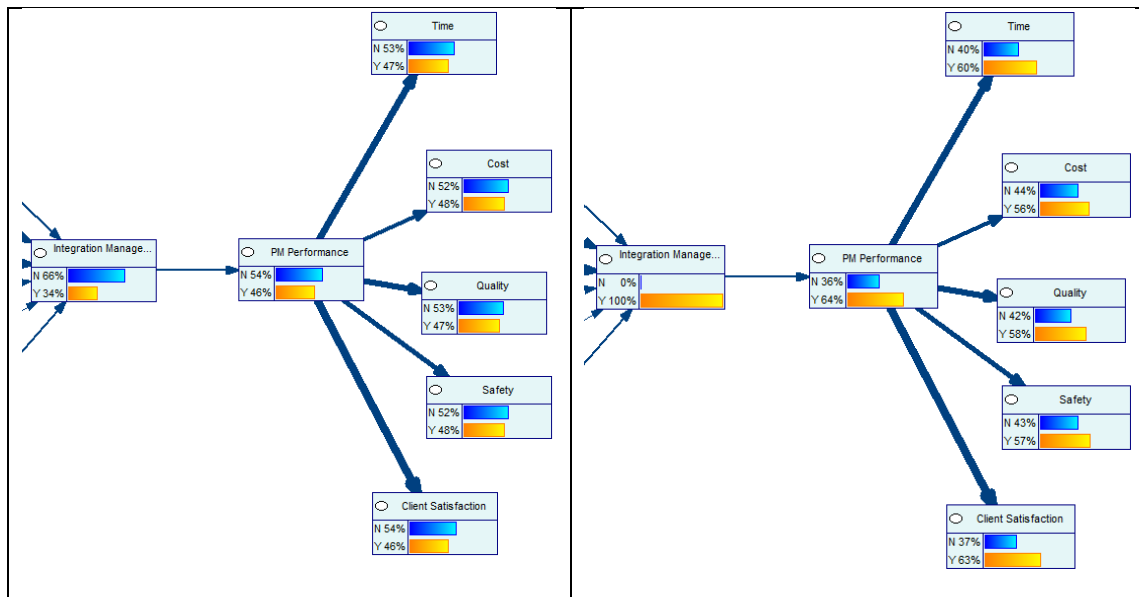 Time
N 53%
Y 47%
Cost
N 52%
Y 48%
Integration Manage...
N 66%
Y 34%
PM Performance
N 54%
Y 46%
Quality
N 53%
Y 47%
Safety
N 52%
Y 48%
Client Satisfaction
N 54%
Y 46%
Time
N 40%
Y 60%
Cost
N 44%
Y 56%
Integration Manage...
N 0%
Y 100%
PM Performance
N 36%
Y 64%
Quality
N 42%
Y 58%
Safety
N 43%
Y 57%
Client Satisfaction
N 37%
Y 63%